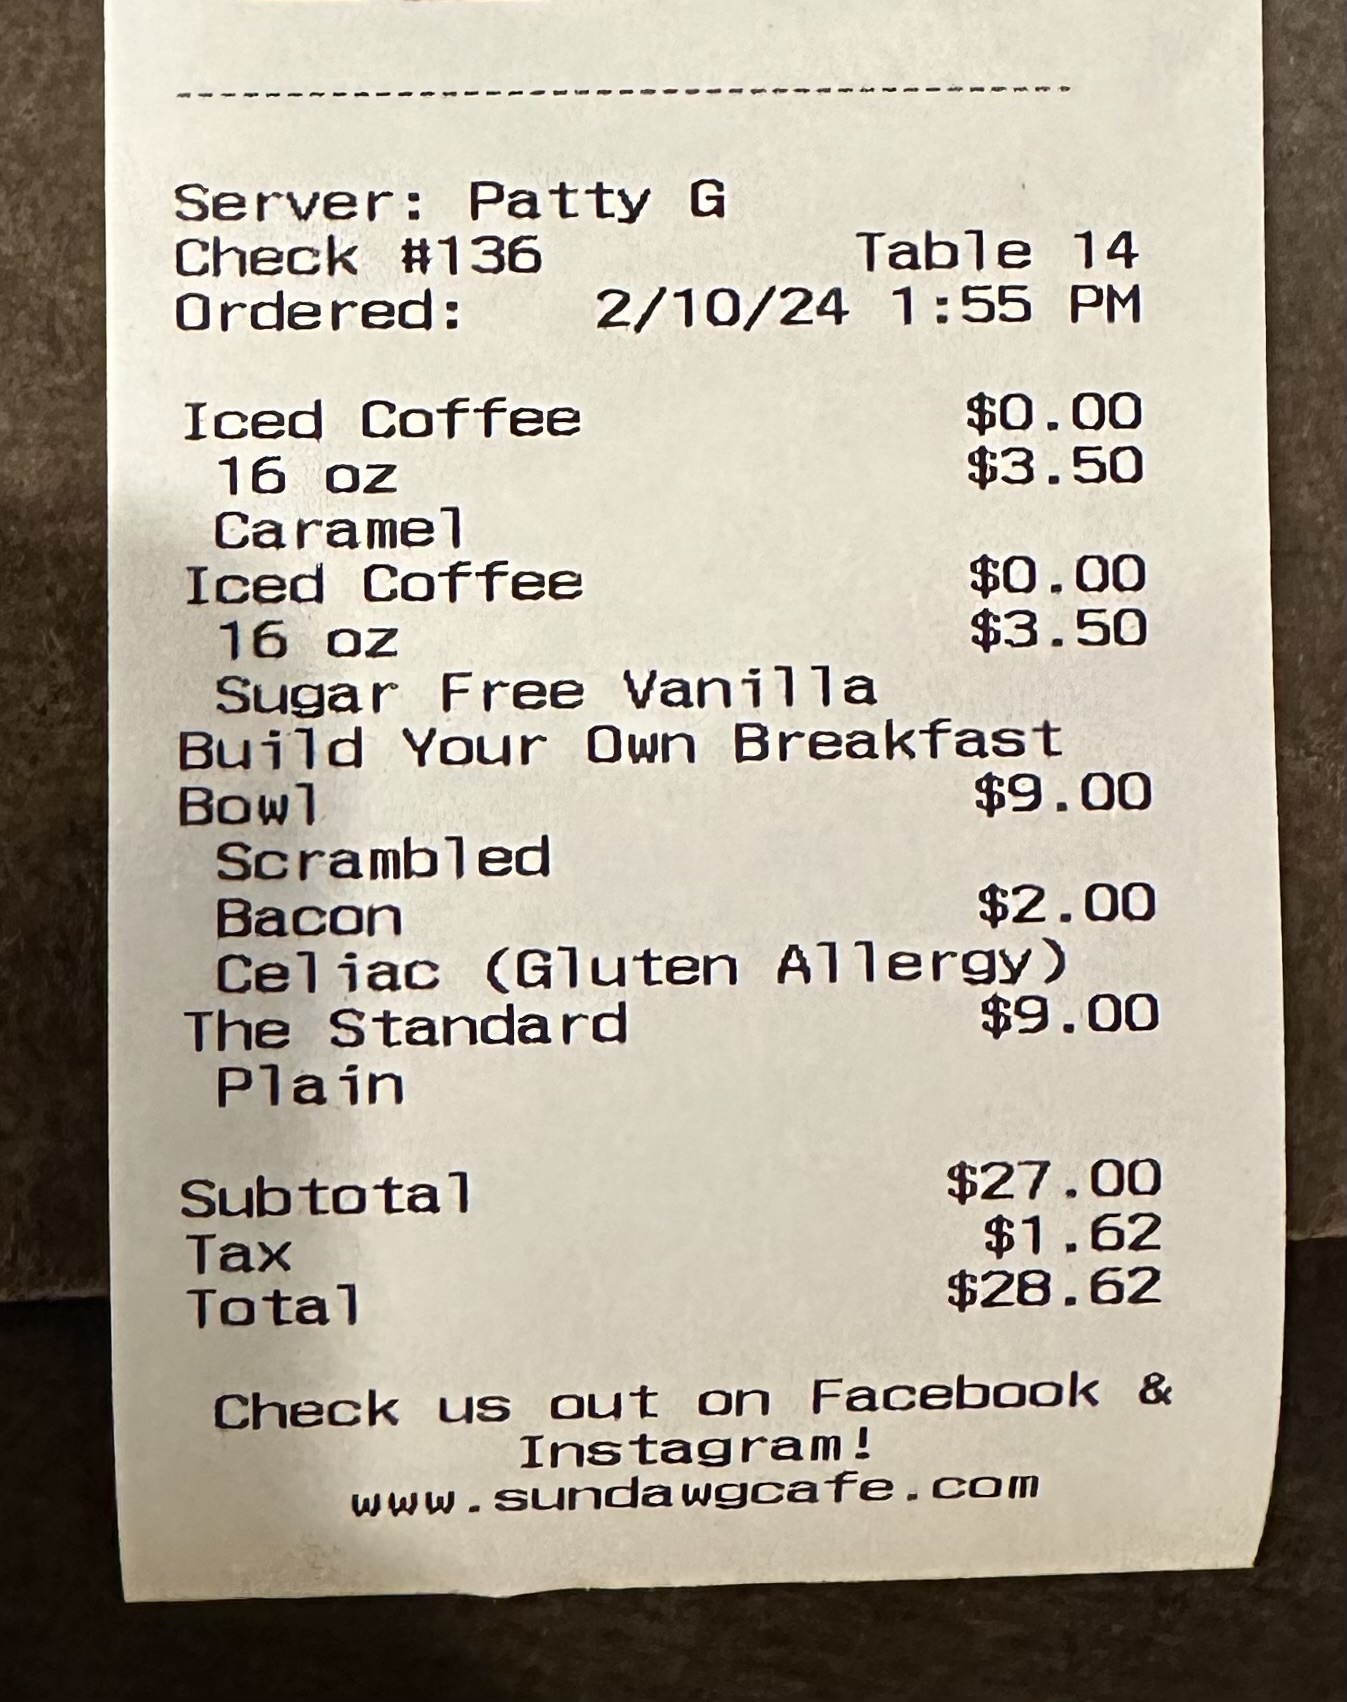 Server: Patty G
Check #136 Table 14
Ordered: 2/10/24 1:55 PM
Iced Coffee $0.00
16 oz $3.50
Caramel
Iced Coffee $0.00
16 oz $3.50
Sugar Free Vanilla
Build Your Own Breakfast
Bowl $9.00
Scrambled
Bacon $2.00
Celiac (Gluten Allergy)
The Standard $9.00
Plain
Subtotal $27.00
Tax $1.62
Total $28.62
Check us out on Facebook &
Instagram!
www.sundawgcafe.com